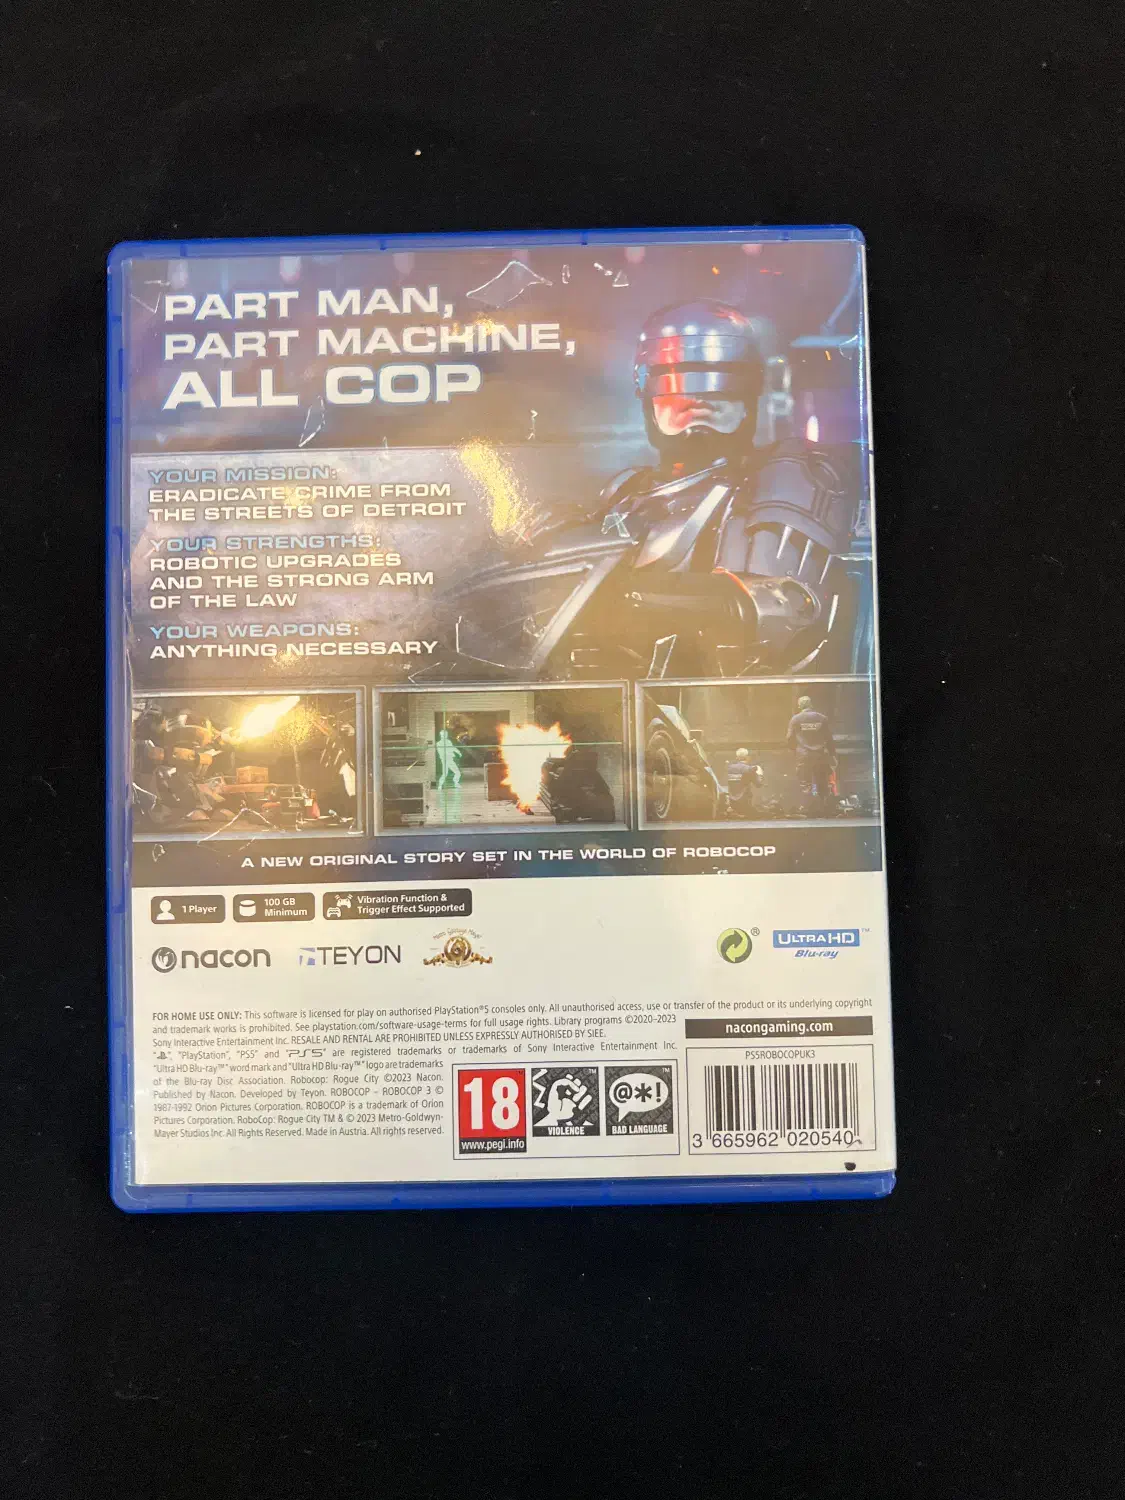 PART MAN,
PART MACHINE,
ALL COP
YOUR MISSION:
ERADICATE CRIME FROM
THE STREETS OF DETROIT
YOUR STRENGTHS:
ROBOTIC UPGRADES
AND THE STRONG ARM
OF THE LAW
YOUR WEAPONS:
ANYTHING NECESSARY
A NEW ORIGINAL STORY SET IN THE WORLD OF ROBOCOP
1 Player
100 GB
Minimum
Vibration Function &
Trigger Effect Supported
nacon
TEYON
Metro Goldwyn Mayer
®
ULTRA HD™
Blu-ray
FOR HOME USE ONLY: This software is licensed for play on authorised PlayStation®5 consoles only. All unauthorised access, use or transfer of the product or its underlying copyright
and trademark works is prohibited. See playstation.com/software-usage-terms for full usage rights. Library programs ©2020-2023
Sony Interactive Entertainment Inc. RESALE AND RENTAL ARE PROHIBITED UNLESS EXPRESSLY AUTHORISED BY SIEE.
"PlayStation", "PS5" and "PS5" are registered trademarks or trademarks of Sony Interactive Entertainment Inc.
"Ultra HD Blu-ray™" word mark and "Ultra HD Blu-ray™" logo are trademarks
of the Blu-ray Disc Association. Robocop: Rogue City ©2023 Nacon.
Published by Nacon. Developed by Teyon. ROBOCOP – ROBOCOP 3 ©
1987-1992 Orion Pictures Corporation. ROBOCOP is a trademark of Orion
Pictures Corporation. RoboCop: Rogue City TM & © 2023 Metro-Goldwyn-
Mayer Studios Inc. All Rights Reserved. Made in Austria. All rights reserved.
nacongaming.com
PS5ROBOCOPUK3
18
www.pegi.info
™
VIOLENCE
@*!
™
BAD LANGUAGE
3 665962 020540